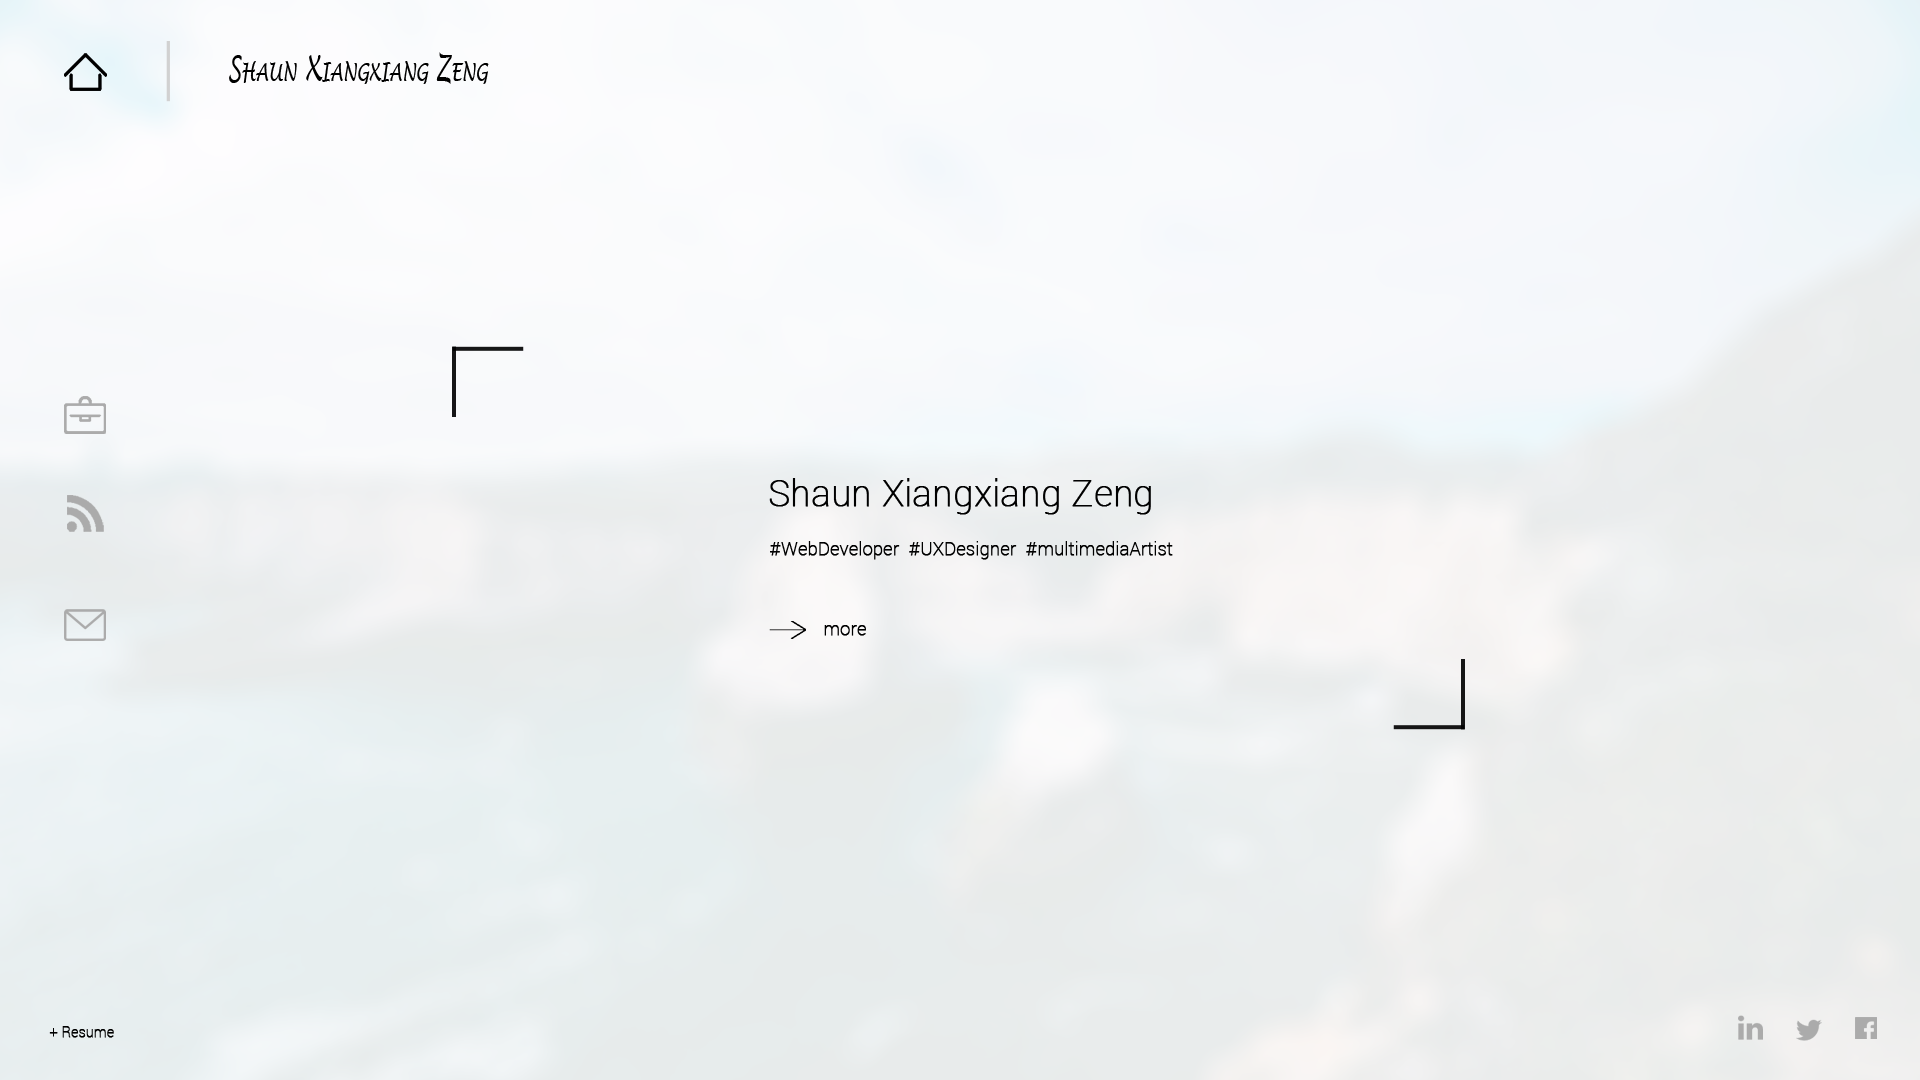 Shaun Xiangxiang Zeng
Shaun Xiangxiang Zeng
#WebDeveloper #UXDesigner #multimediaArtist
more
+ Resume